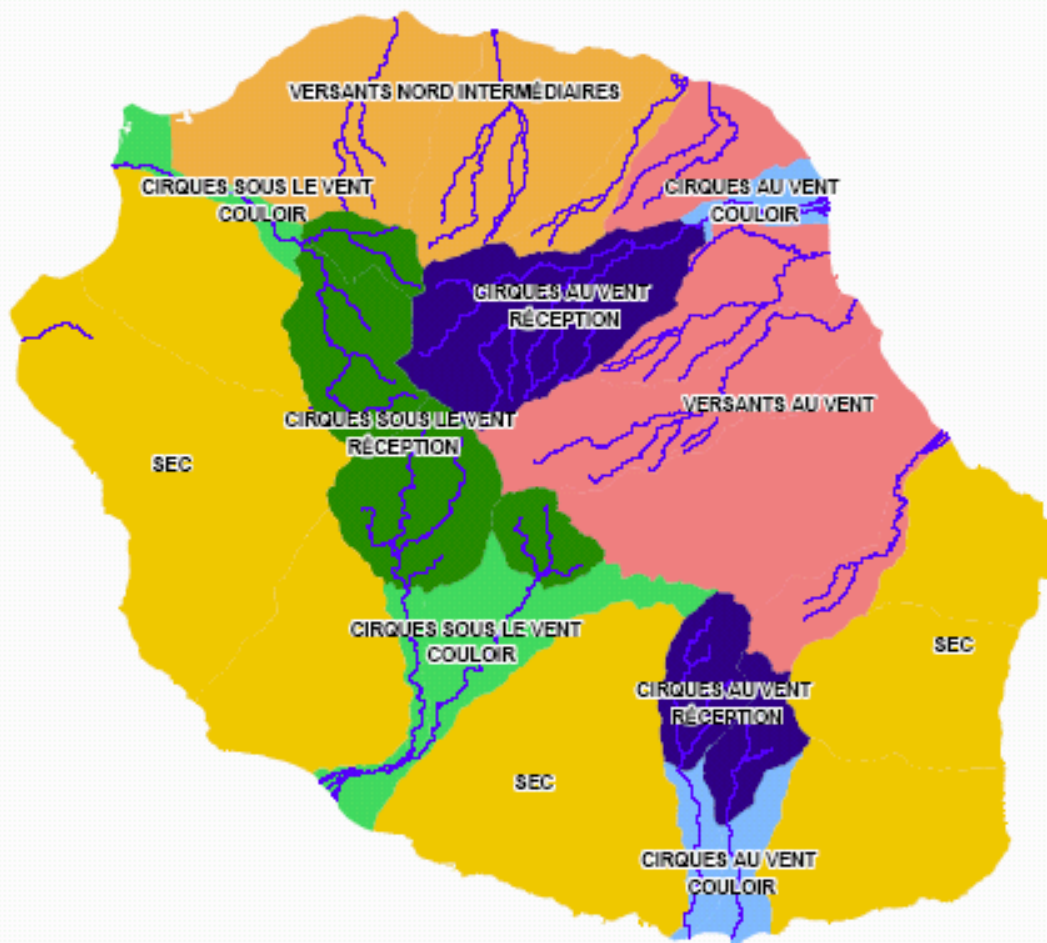 VERSANTS NORD INTERMÉDIAIRES
CIRQUES SOUS LE VENT
COULOIR
CIRQUES AU VENT
COULOIR
CIRQUES AU VENT
RÉCEPTION
VERSANTS AU VENT
CIRQUES SOUS LE VENT
RÉCEPTION
SEC
CIRQUES SOUS LE VENT
COULOIR
SEC
CIRQUES AU VENT
RÉCEPTION
SEC
CIRQUES AU VENT
COULOIR